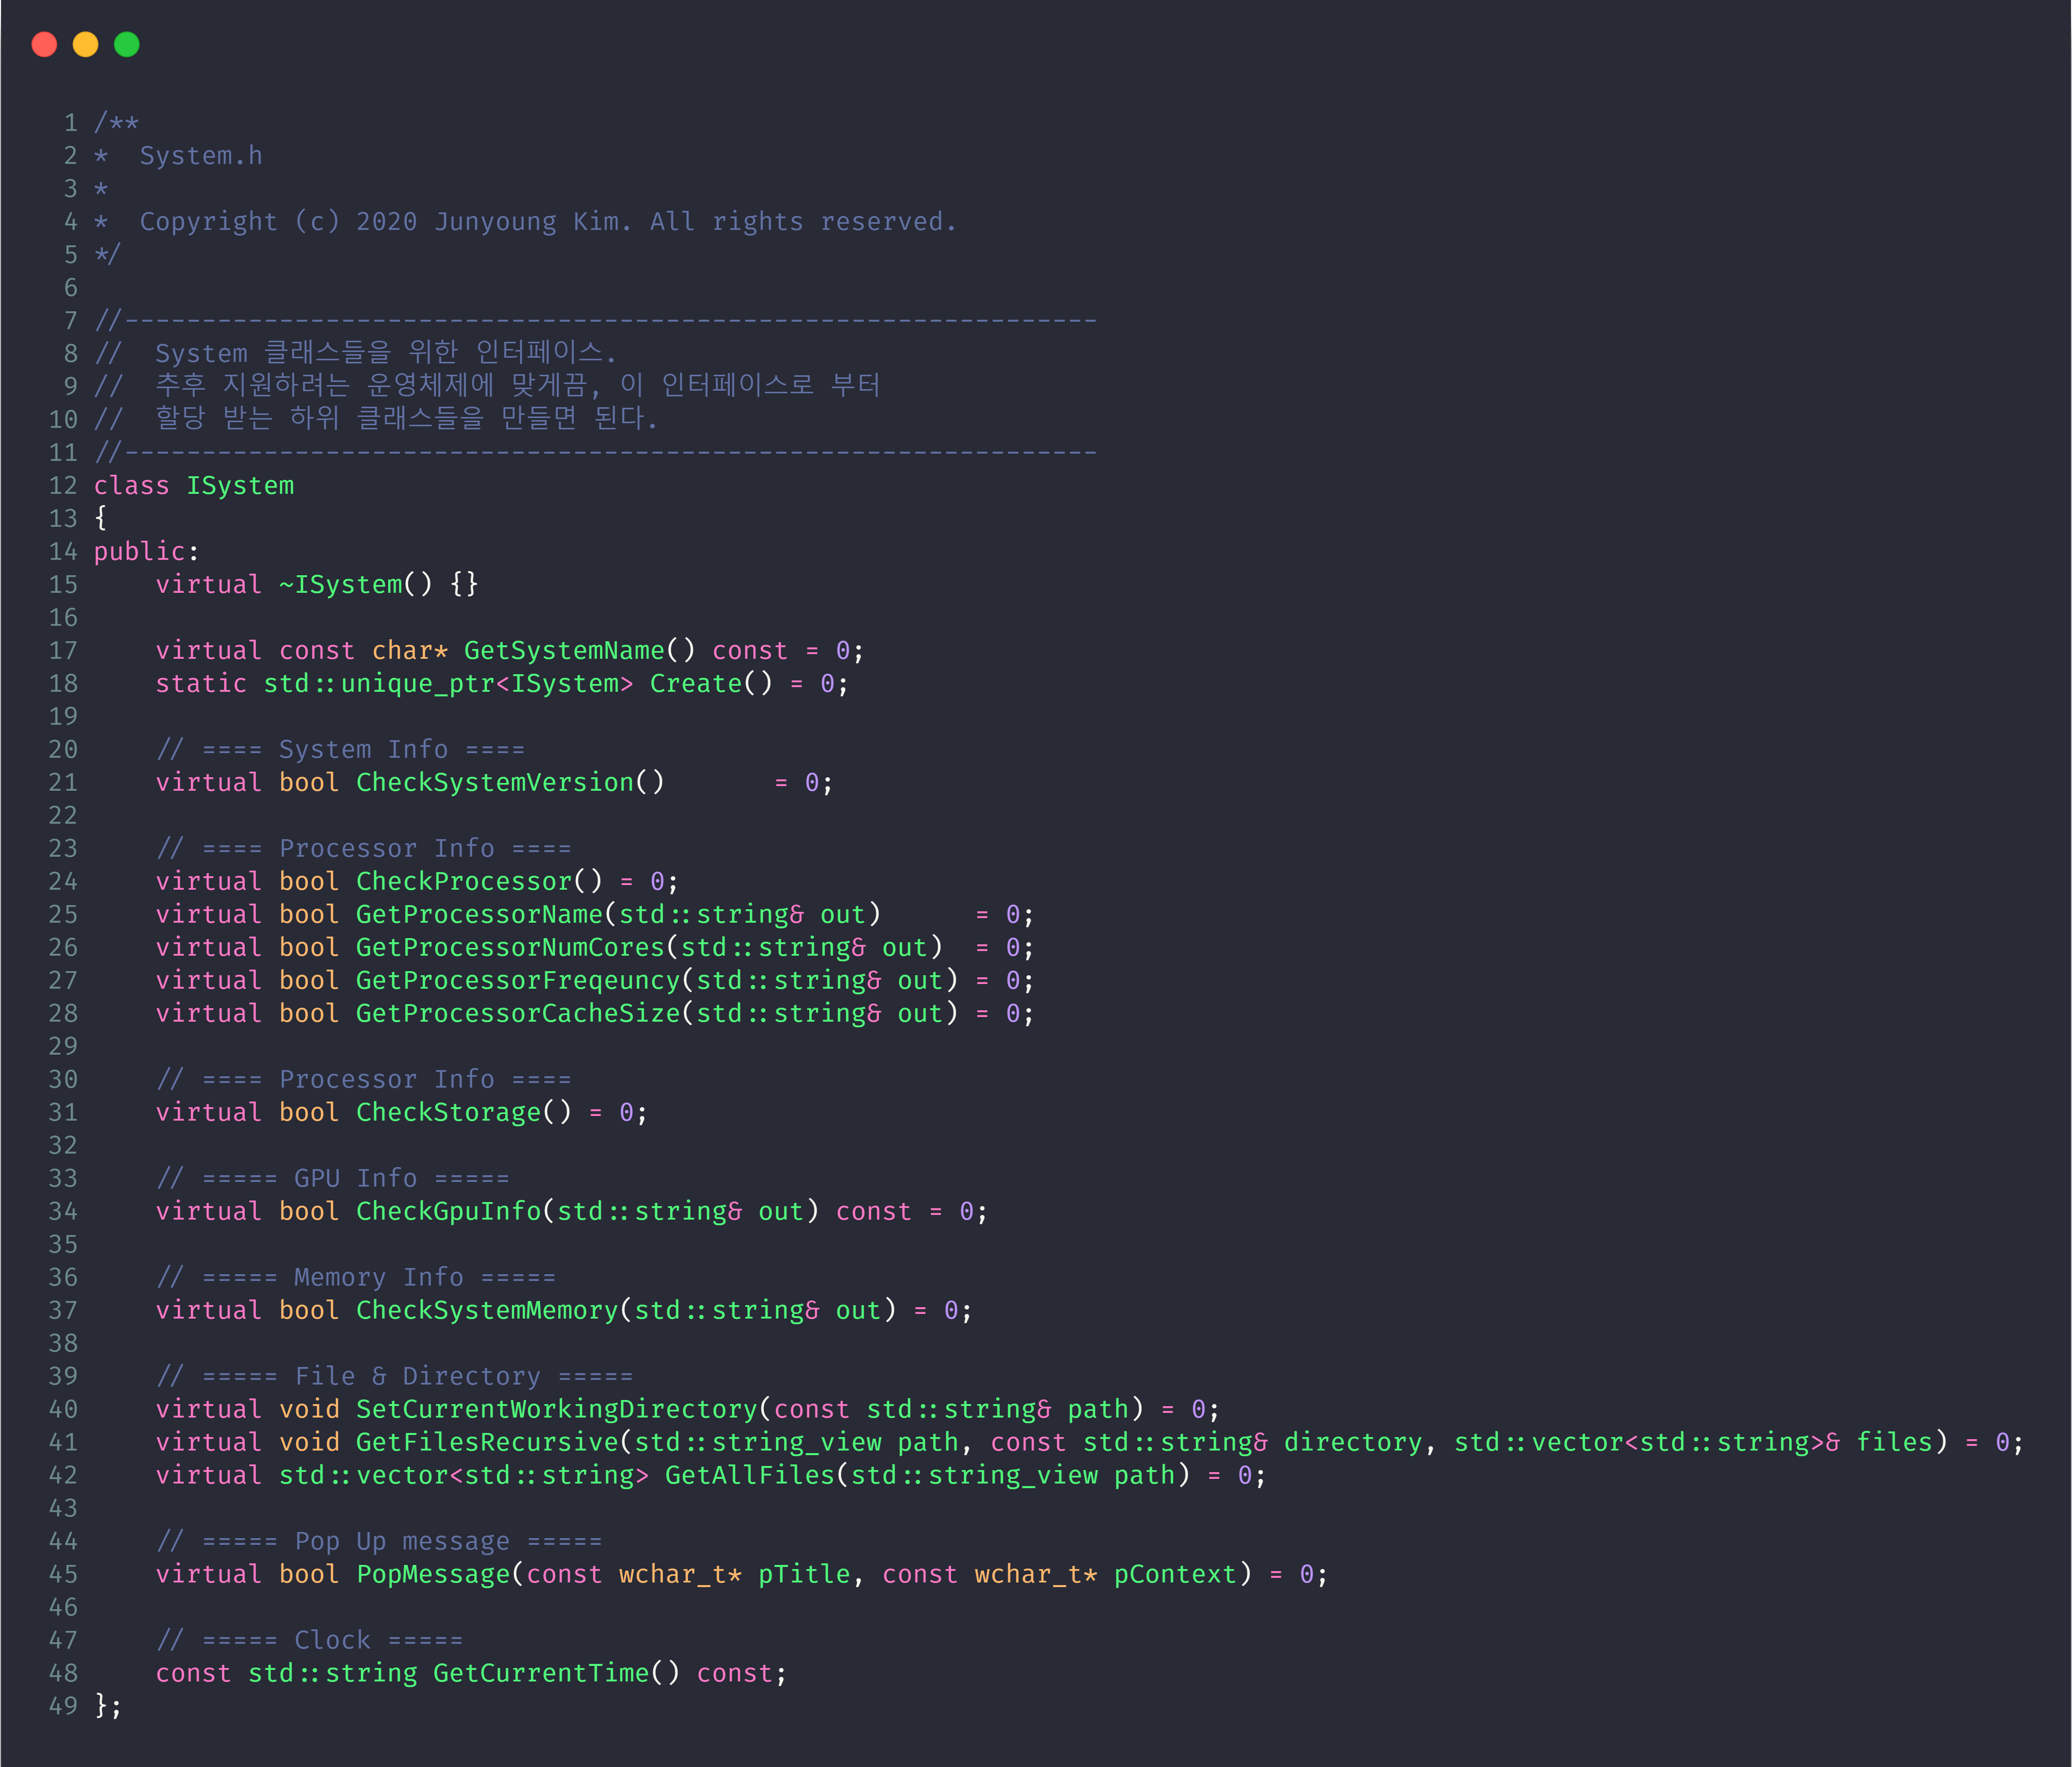 1 /**
2 *  System.h
3 *
4 *  Copyright (c) 2020 Junyoung Kim. All rights reserved.
5 */
6
7 //---------------------------------------------------------------
8 //  System 클래스들을 위한 인터페이스.
9 //  추후 지원하려는 운영체제에 맞게끔, 이 인터페이스로 부터
10 //  할당 받는 하위 클래스들을 만들면 된다.
11 //---------------------------------------------------------------
12 class ISystem
13 {
14 public:
15     virtual ~ISystem() {}
16
17     virtual const char* GetSystemName() const = 0;
18     static std::unique_ptr<ISystem> Create() = 0;
19
20     // ==== System Info ====
21     virtual bool CheckSystemVersion()       = 0;
22
23     // ==== Processor Info ====
24     virtual bool CheckProcessor() = 0;
25     virtual bool GetProcessorName(std::string& out)      = 0;
26     virtual bool GetProcessorNumCores(std::string& out)  = 0;
27     virtual bool GetProcessorFreqeuncy(std::string& out) = 0;
28     virtual bool GetProcessorCacheSize(std::string& out) = 0;
29
30     // ==== Processor Info ====
31     virtual bool CheckStorage() = 0;
32
33     // ===== GPU Info =====
34     virtual bool CheckGpuInfo(std::string& out) const = 0;
35
36     // ===== Memory Info =====
37     virtual bool CheckSystemMemory(std::string& out) = 0;
38
39     // ===== File & Directory =====
40     virtual void SetCurrentWorkingDirectory(const std::string& path) = 0;
41     virtual void GetFilesRecursive(std::string_view path, const std::string& directory, std::vector<std::string>& files) = 0;
42     virtual std::vector<std::string> GetAllFiles(std::string_view path) = 0;
43
44     // ===== Pop Up message =====
45     virtual bool PopMessage(const wchar_t* pTitle, const wchar_t* pContext) = 0;
46
47     // ===== Clock =====
48     const std::string GetCurrentTime() const;
49 };